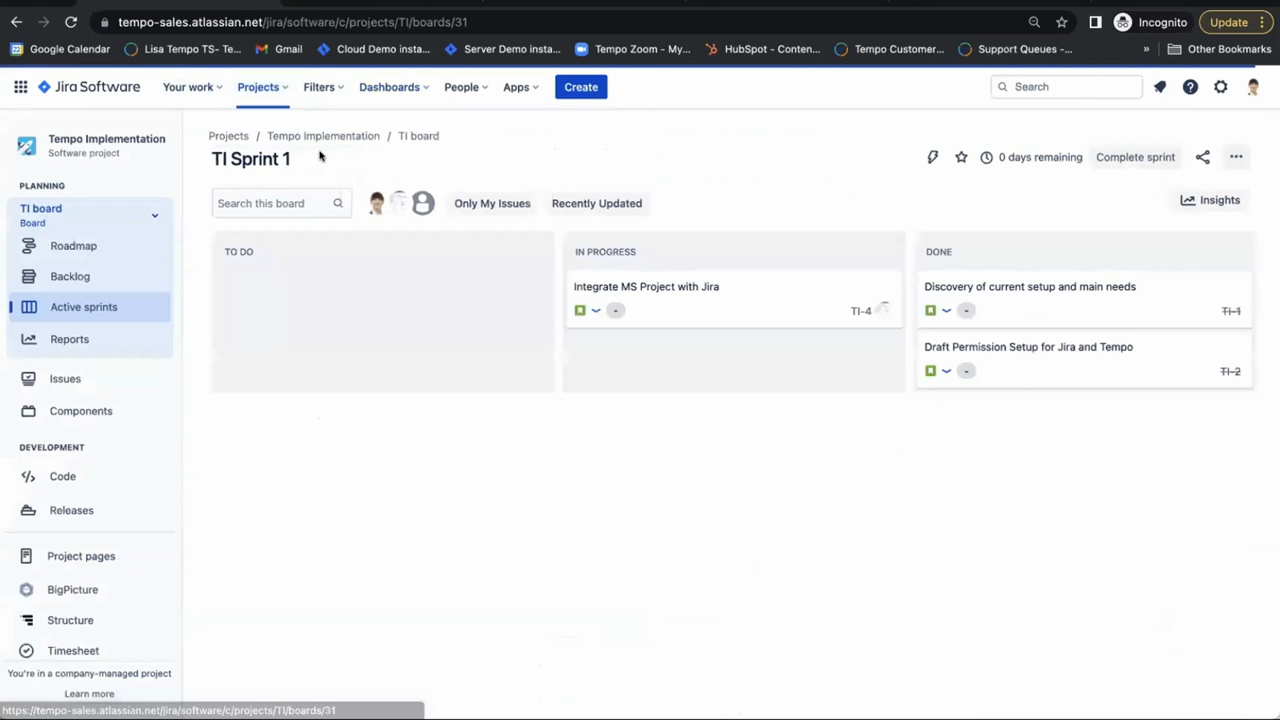 tempo-sales.atlassian.net/jira/software/c/projects/TI/boards/31
Incognito
Update
Google Calendar
Lisa Tempo TS- Te...
Gmail
Cloud Demo insta...
Server Demo insta...
Tempo Zoom - My...
HubSpot - Conten...
Tempo Customer...
Support Queues -...
»
Other Bookmarks
Jira Software
Your work
Projects
Filters
Dashboards
People
Apps
Create
Search
Tempo Implementation
Software project
PLANNING
TI board
Board
Roadmap
Backlog
Active sprints
Reports
Issues
Components
DEVELOPMENT
Code
Releases
Project pages
BigPicture
Structure
Timesheet
You're in a company-managed project
Learn more
Projects / Tempo Implementation / TI board
TI Sprint 1
0 days remaining
Complete sprint
Search this board
Only My Issues
Recently Updated
Insights
TO DO
IN PROGRESS
Integrate MS Project with Jira
-
TI-4
DONE
Discovery of current setup and main needs
-
TI-1
Draft Permission Setup for Jira and Tempo
-
TI-2
https://tempo-sales.atlassian.net/jira/software/c/projects/TI/boards/31